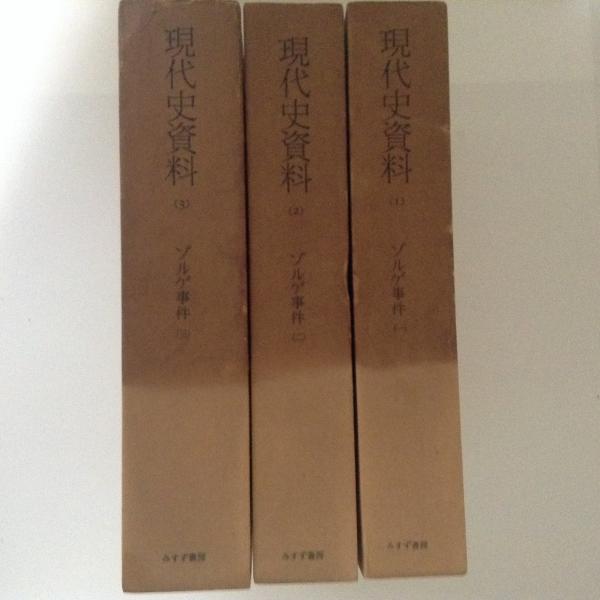 現代史資料
(1)
ゾルゲ事件
(一)
みすず書房
現代史資料
(2)
ゾルゲ事件
(二)
みすず書房
現代史資料
(3)
ゾルゲ事件
(三)
みすず書房